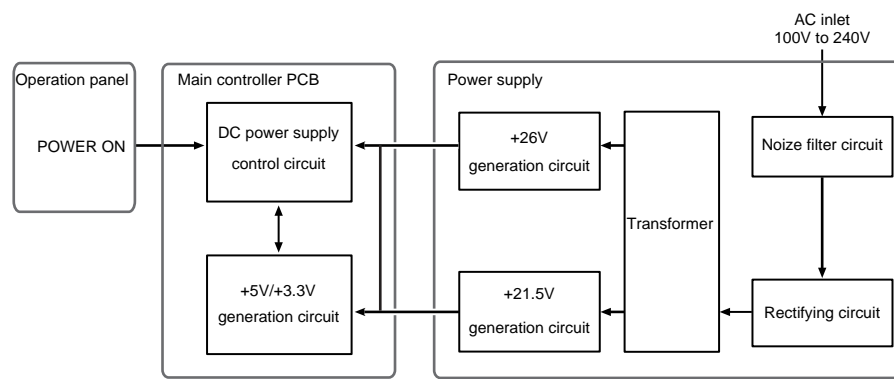 AC inlet
100V to 240V
Operation panel
POWER ON
Main controller PCB
DC power supply
control circuit
+5V/+3.3V
generation circuit
Power supply
+26V
generation circuit
+21.5V
generation circuit
Transformer
Noize filter circuit
Rectifying circuit